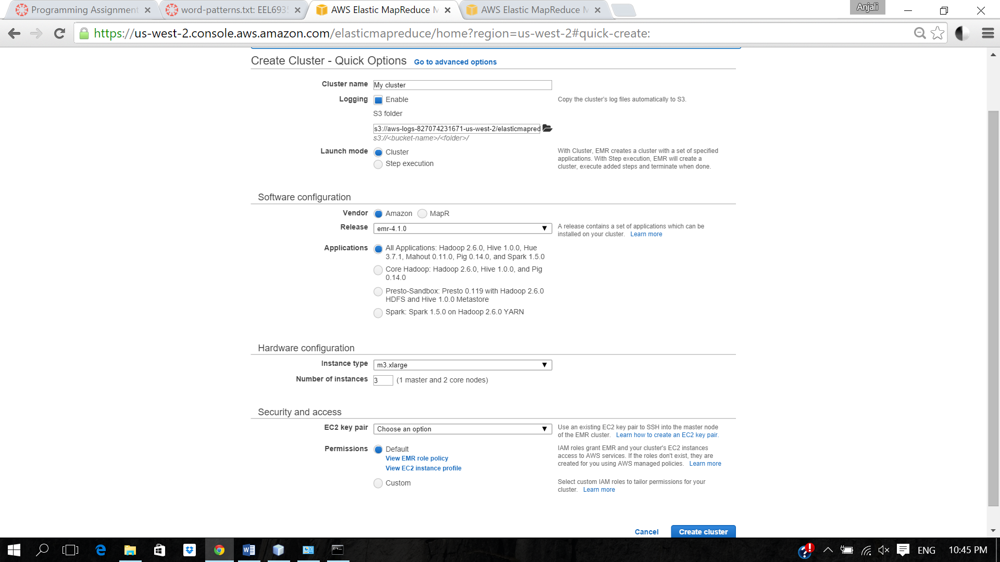 Programming Assignment
word-patterns.txt: EEL693
AWS Elastic MapReduce M
AWS Elastic MapReduce M
Anjali
https://us-west-2.console.aws.amazon.com/elasticmapreduce/home?region=us-west-2#quick-create:
Create Cluster - Quick Options Go to advanced options
Cluster name My cluster
Logging Enable Copy the cluster's log files automatically to S3.
S3 folder
s3://aws-logs-827074231671-us-west-2/elasticmapred
s3://<bucket-name>/<folder>/
Launch mode Cluster
Step execution
With Cluster, EMR creates a cluster with a set of specified
applications. With Step execution, EMR will create a
cluster, execute added steps and terminate when done.
Software configuration
Vendor Amazon MapR
Release emr-4.1.0
A release contains a set of applications which can be
installed on your cluster. Learn more
Applications All Applications: Hadoop 2.6.0, Hive 1.0.0, Hue
3.7.1, Mahout 0.11.0, Pig 0.14.0, and Spark 1.5.0
Core Hadoop: Hadoop 2.6.0, Hive 1.0.0, and Pig
0.14.0
Presto-Sandbox: Presto 0.119 with Hadoop 2.6.0
HDFS and Hive 1.0.0 Metastore
Spark: Spark 1.5.0 on Hadoop 2.6.0 YARN
Hardware configuration
Instance type m3.xlarge
Number of instances 3 (1 master and 2 core nodes)
Security and access
EC2 key pair Choose an option
Use an existing EC2 key pair to SSH into the master node
of the EMR cluster. Learn how to create an EC2 key pair.
Permissions Default
View EMR role policy
View EC2 instance profile
IAM roles grant EMR and your cluster's EC2 instances
access to AWS services. If the roles don't exist, they are
created for you using AWS managed policies. Learn more
Custom
Select custom IAM roles to tailor permissions for your
cluster. Learn more
Cancel Create cluster
ENG 10:45 PM